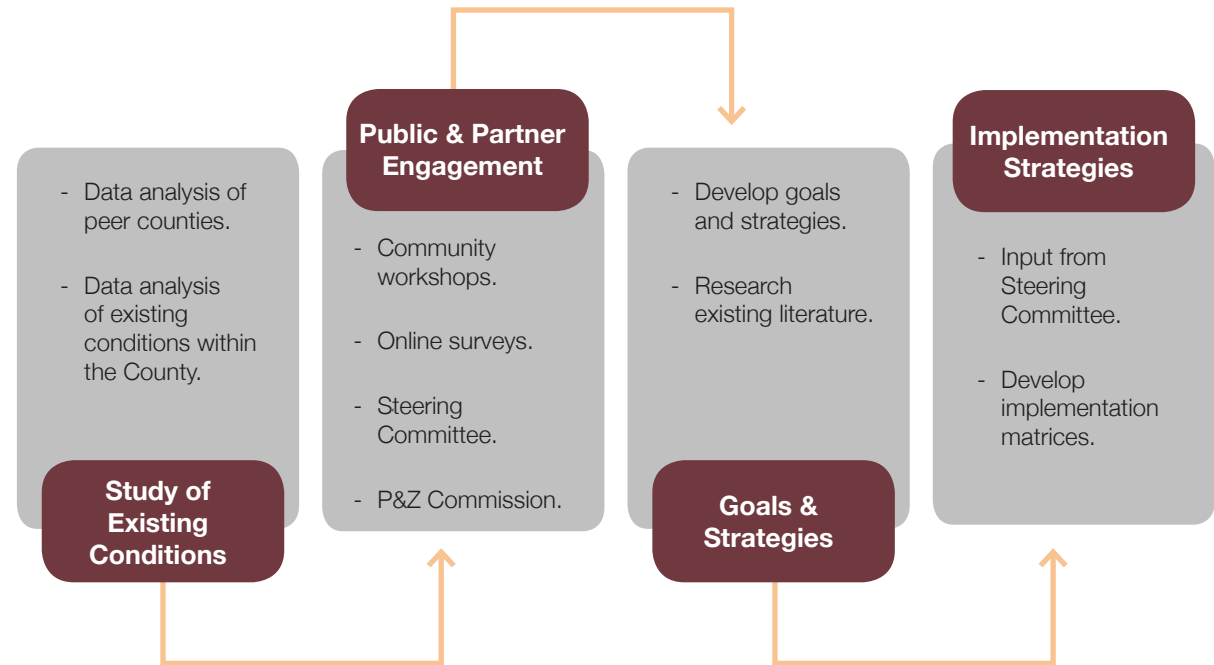 - Data analysis of
peer counties.
- Data analysis
of existing
conditions within
the County.
Study of
Existing
Conditions
Public & Partner
Engagement
- Community
workshops.
- Online surveys.
- Steering
Committee.
- P&Z Commission.
- Develop goals
and strategies.
- Research
existing literature.
Goals &
Strategies
Implementation
Strategies
- Input from
Steering
Committee.
- Develop
implementation
matrices.